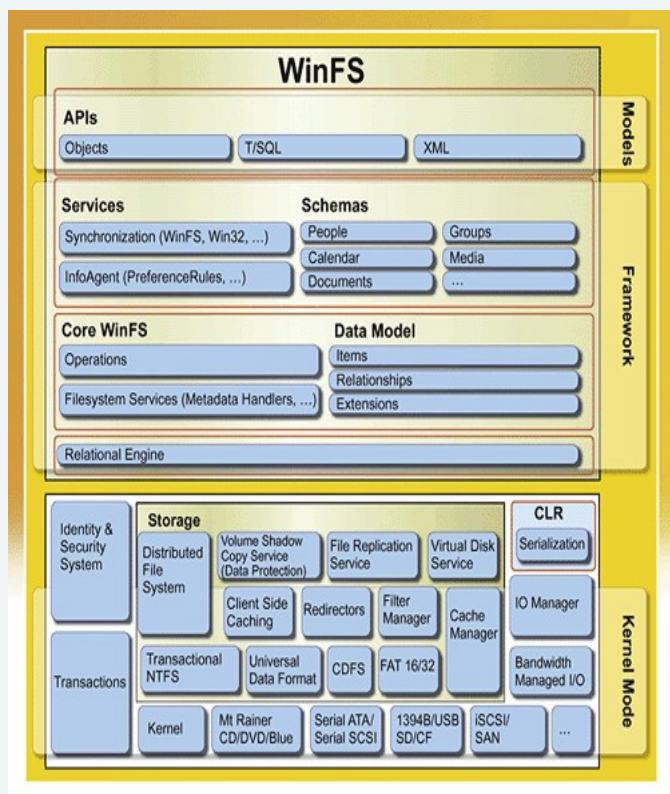 WinFS
APIs
Objects
T/SQL
XML
Models
Services
Synchronization (WinFS, Win32, ...)
InfoAgent (PreferenceRules, ...)
Schemas
People
Groups
Calendar
Media
Documents
...
Framework
Core WinFS
Operations
Filesystem Services (Metadata Handlers, ...)
Data Model
Items
Relationships
Extensions
Relational Engine
Identity &
Security
System
Transactions
Storage
Distributed
File
System
Volume Shadow
Copy Service
(Data Protection)
File Replication
Service
Virtual Disk
Service
Client Side
Caching
Redirectors
Filter
Manager
Cache
Manager
Transactional
NTFS
Universal
Data Format
CDFS
FAT 16/32
CLR
Serialization
IO Manager
Bandwidth
Managed I/O
Kernel Mode
Kernel
Mt Rainer
CD/DVD/Blue
Serial ATA/
Serial SCSI
1394B/USB
SD/CF
iSCSI/
SAN
...